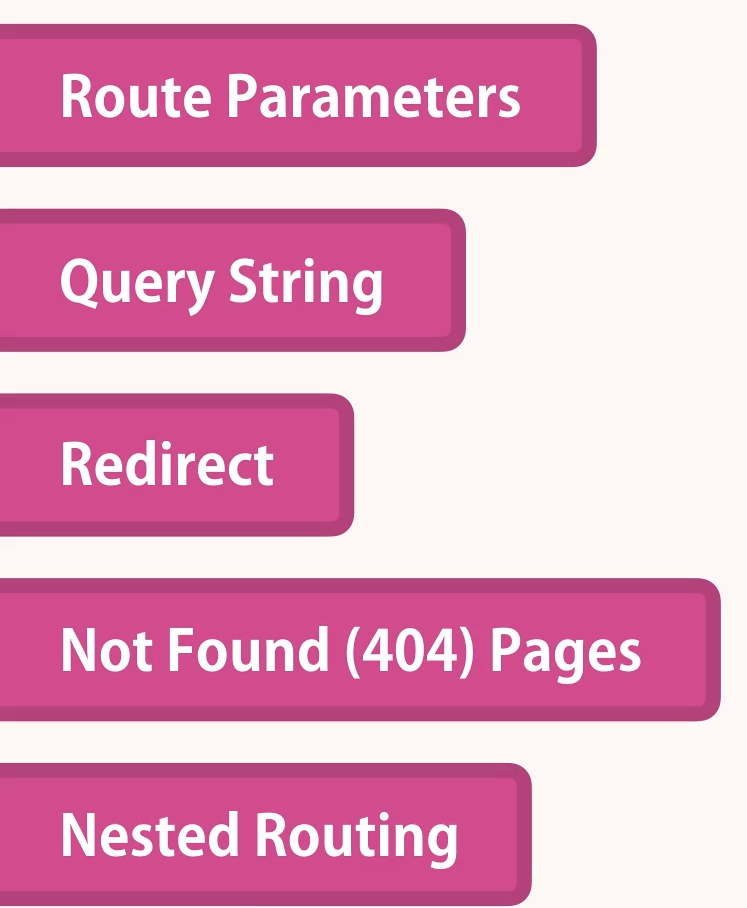 Route Parameters
Query String
Redirect
Not Found (404) Pages
Nested Routing